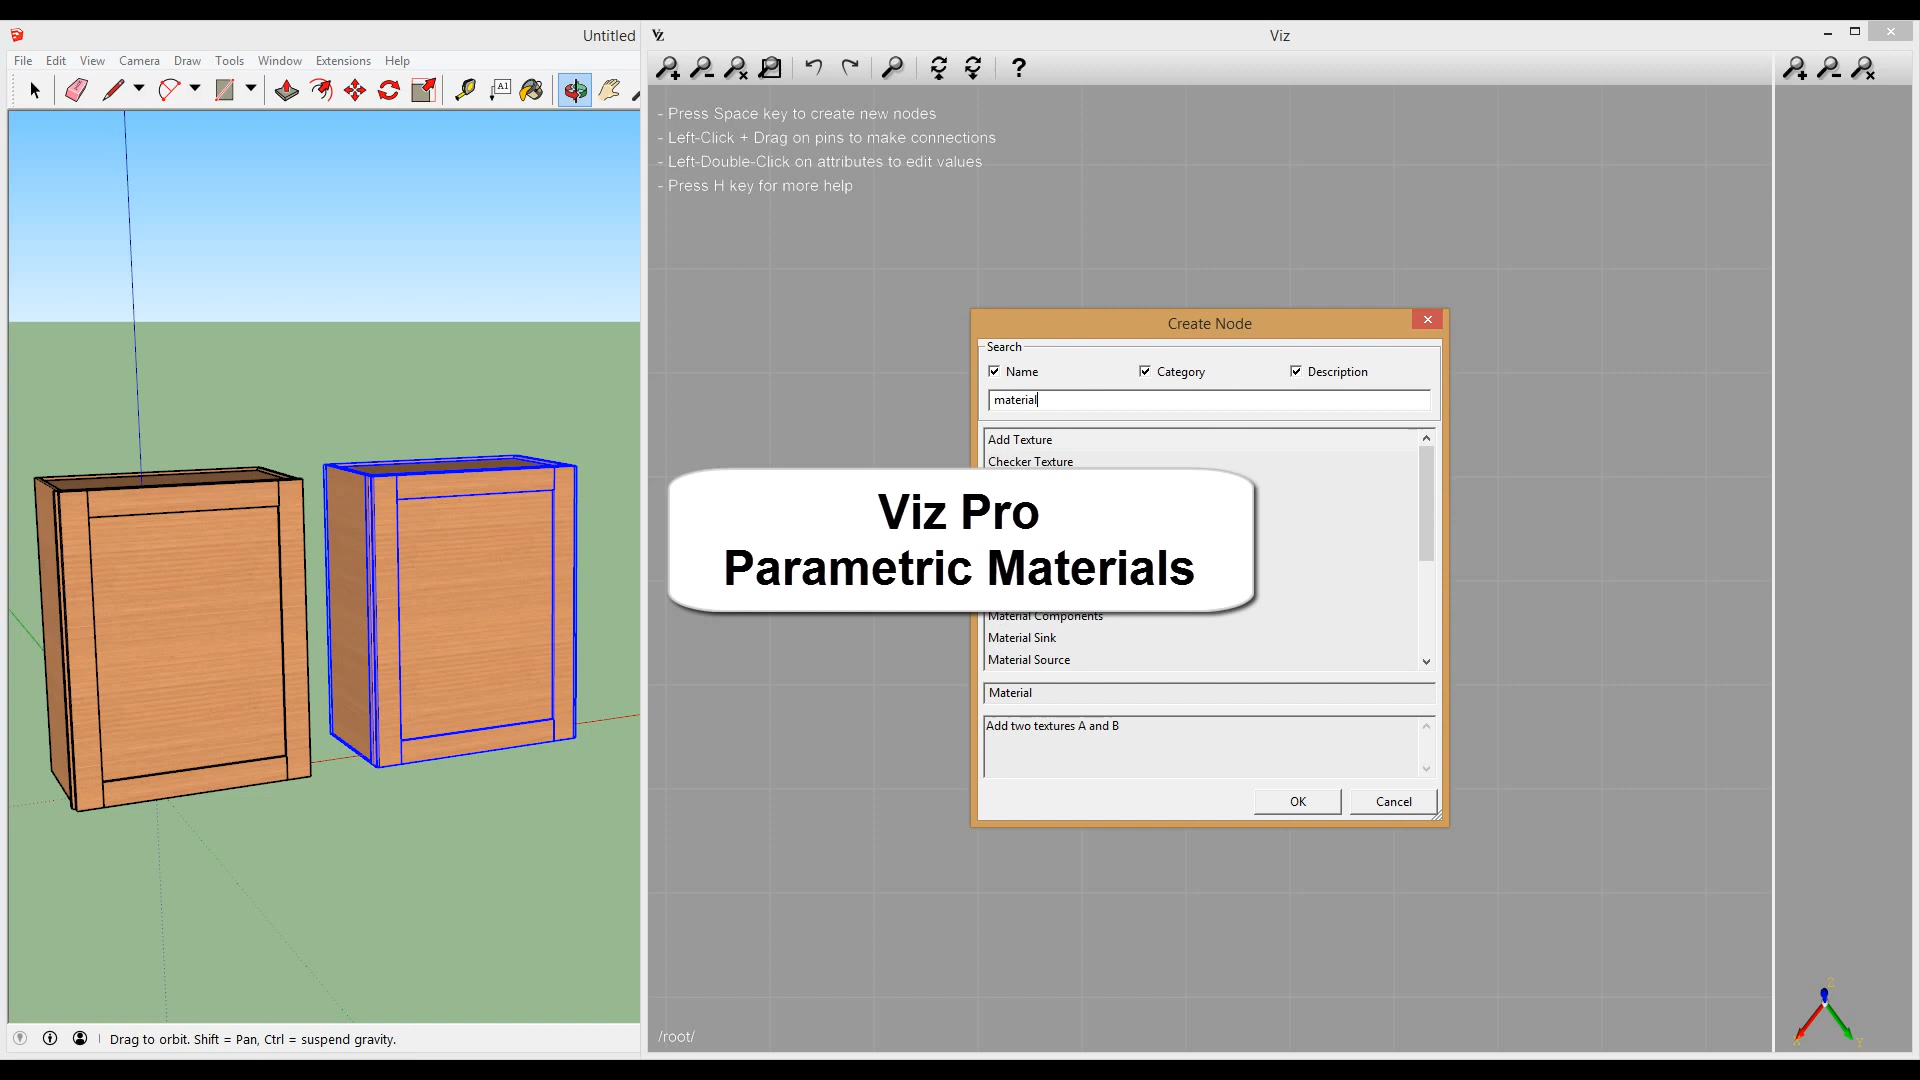 Untitled
File Edit View Camera Draw Tools Window Extensions Help
A1
Drag to orbit. Shift = Pan, Ctrl = suspend gravity.
Viz
?
- Press Space key to create new nodes
- Left-Click + Drag on pins to make connections
- Left-Double-Click on attributes to edit values
- Press H key for more help
Create Node
Search
Name Category Description
material
Add Texture
Checker Texture
Viz Pro
Parametric Materials
Material Components
Material Sink
Material Source
Material
Add two textures A and B
OK Cancel
/root/